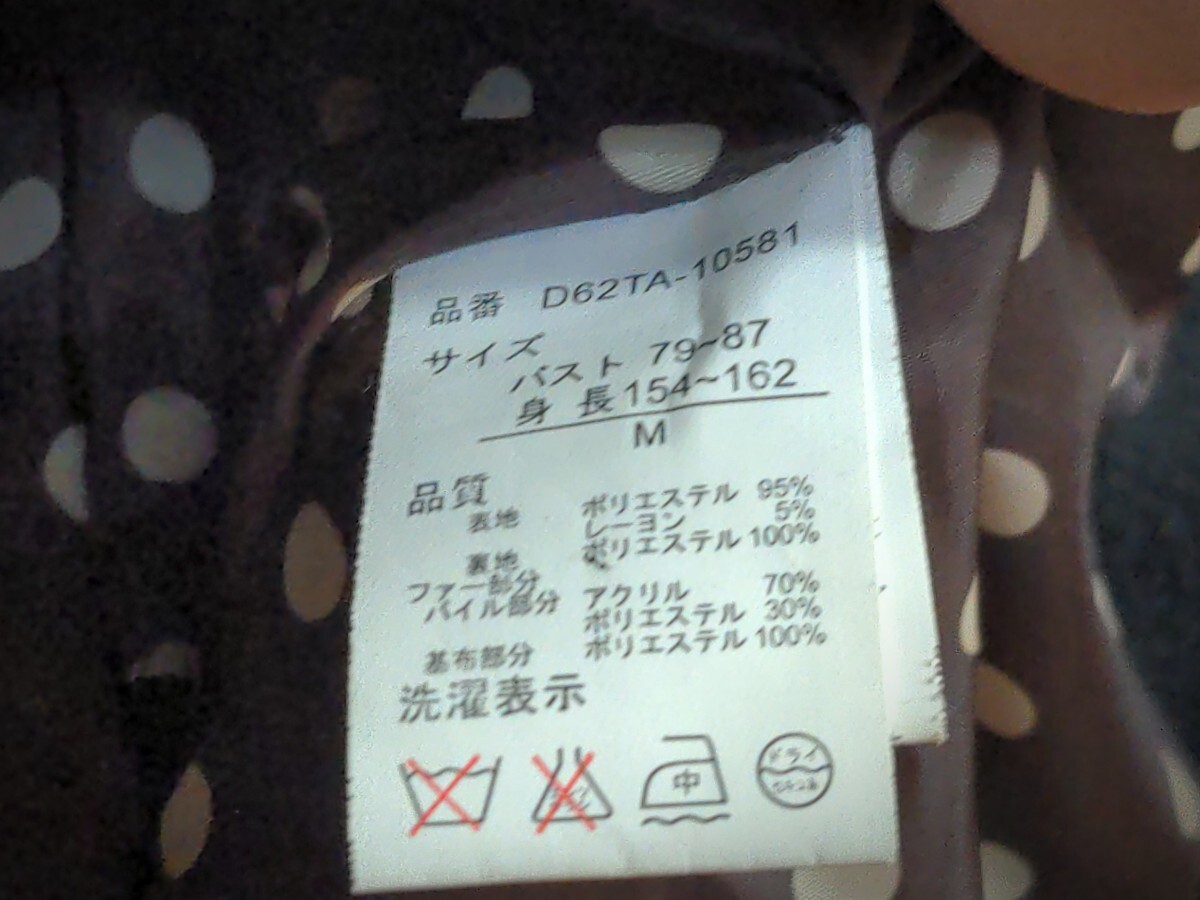 品番 D62TA-10581
サイズ
バスト 79~87
身 長154~162
M
品質
表地 ポリエステル 95%
レーヨン 5%
裏地 ポリエステル 100%
ファー部分
パイル部分 アクリル 70%
ポリエステル 30%
基布部分 ポリエステル 100%
洗濯表示
中
ドライ